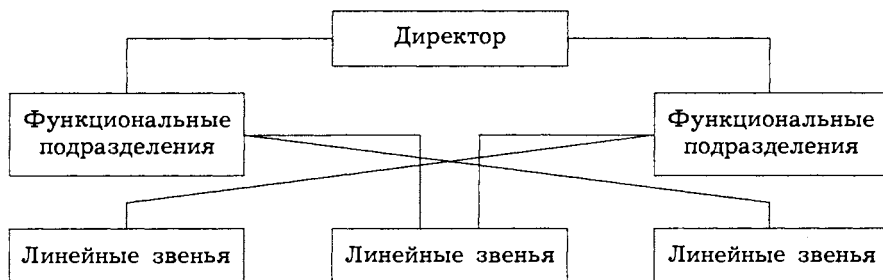 Директор
Функциональные
подразделения
Функциональные
подразделения
Линейные звенья
Линейные звенья
Линейные звенья